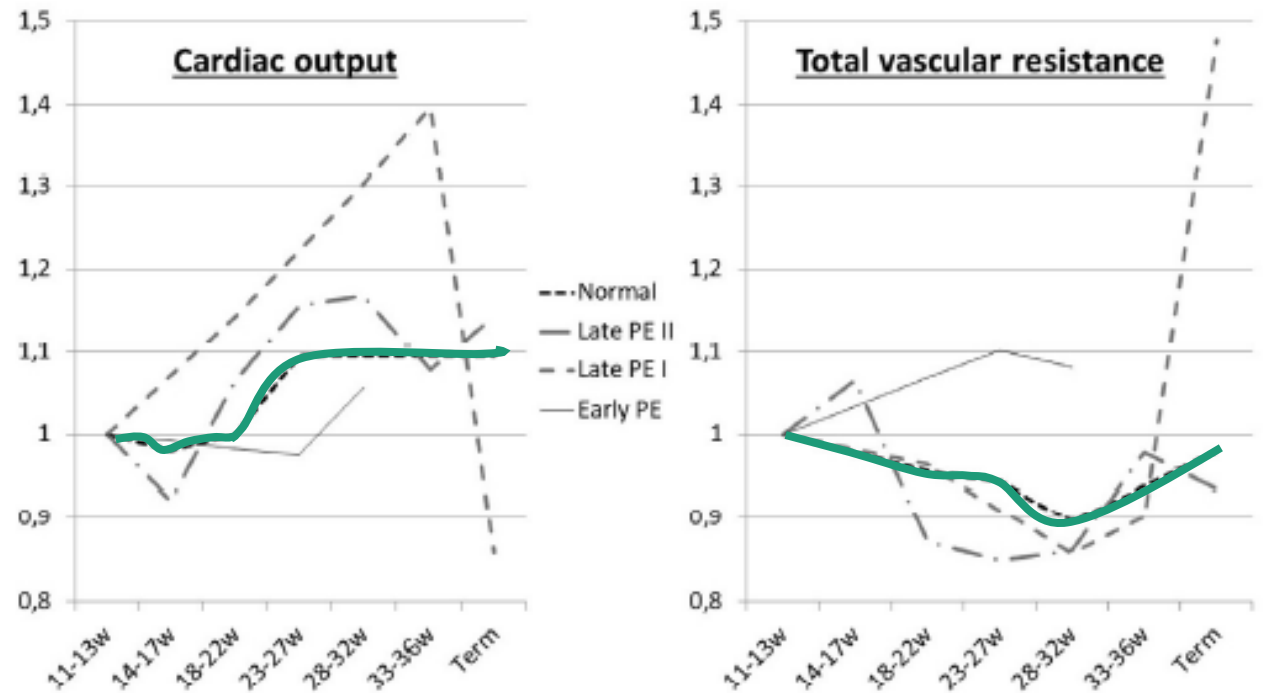 Cardiac output
1,5
1,4
1,3
1,2
1,1
1
0,9
0,8
11-13w
14-17w
18-22w
23-27w
28-32w
33-36w
Term
Normal
Late PE II
Late PE I
Early PE
Total vascular resistance
1,5
1,4
1,3
1,2
1,1
1
0,9
0,8
11-13w
14-17w
18-22w
23-27w
28-32w
33-36w
Term